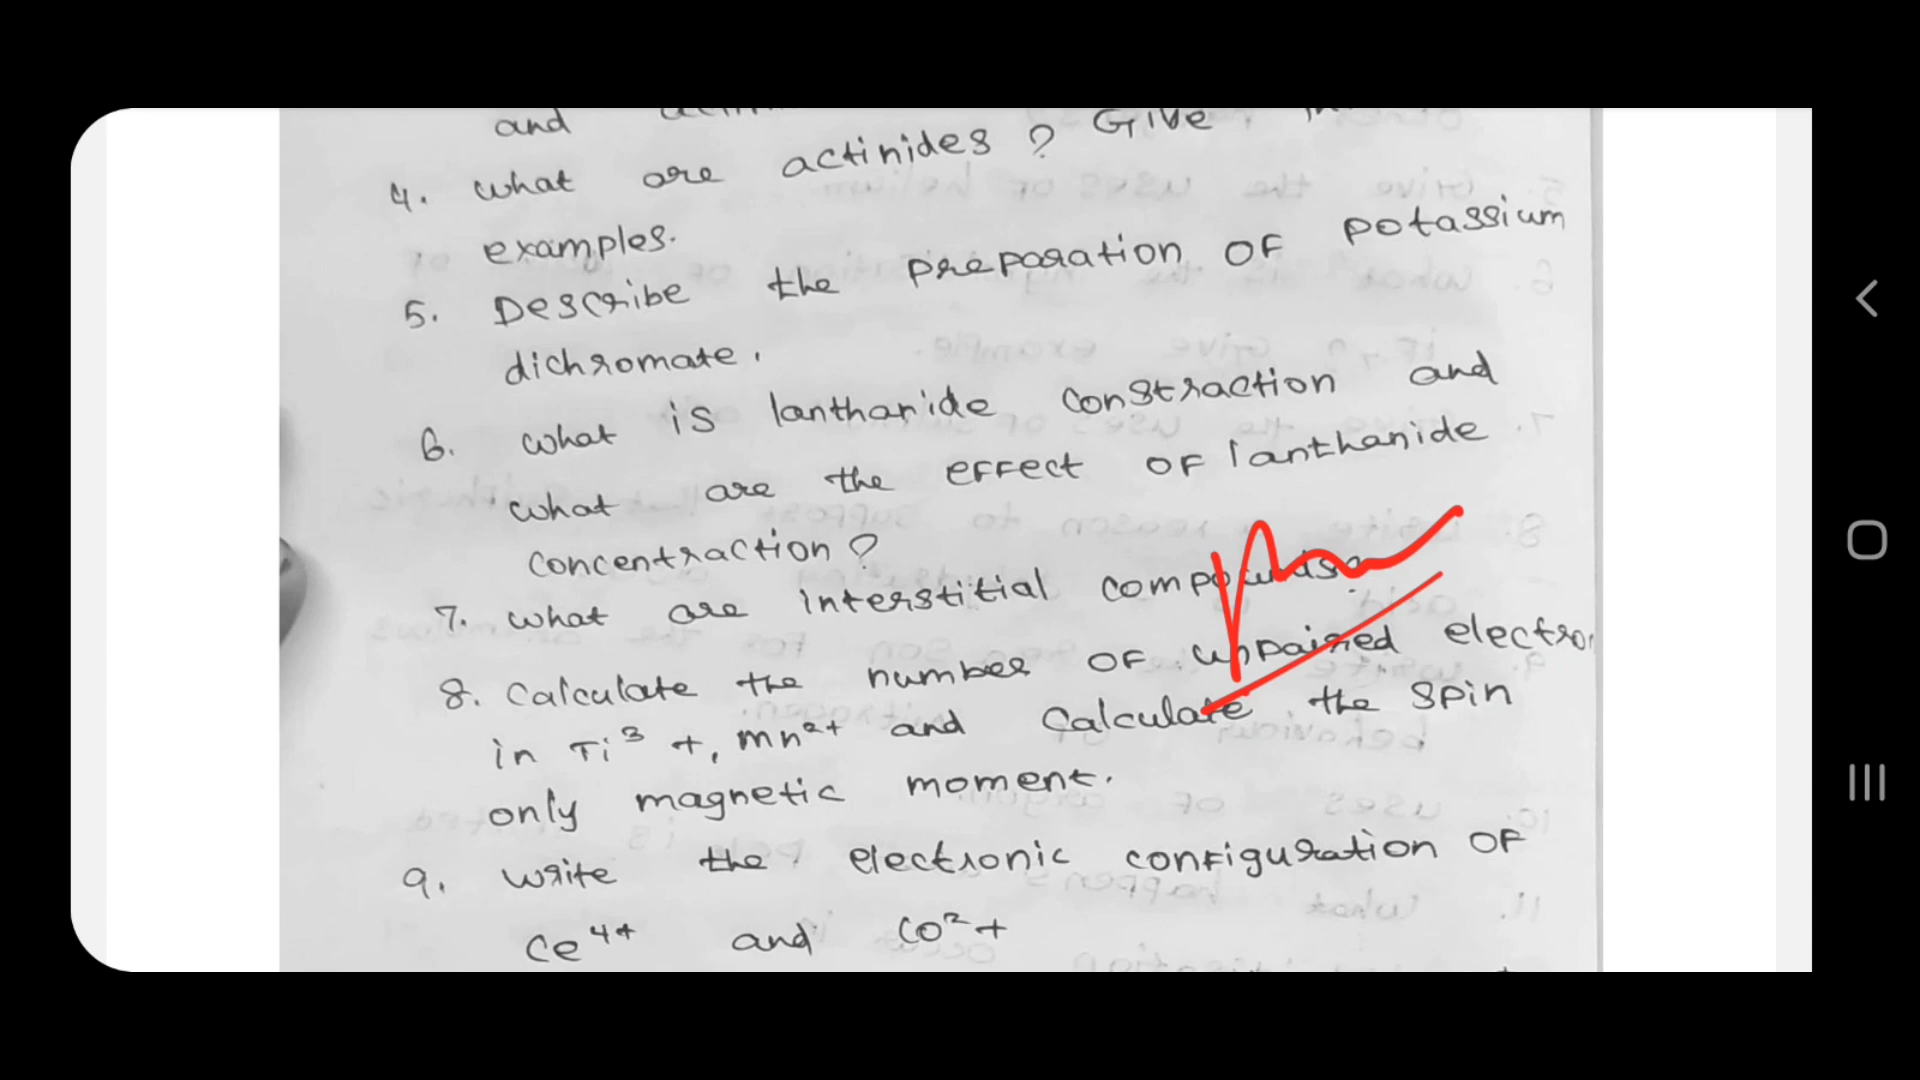 and
4. what are actinides ? Give
examples.
5. Describe the preparation of potassium
dichromate.
6. what is lanthanide constraction and
what are the effect of lanthanide
concentraction ?
7. what are interstitial compounds?
8. Calculate the number of unpaired electron
in Ti³ +, mn²+ and Calculate the spin
only magnetic moment.
9. write the electronic configuration of
Ce⁴+ and Co²+